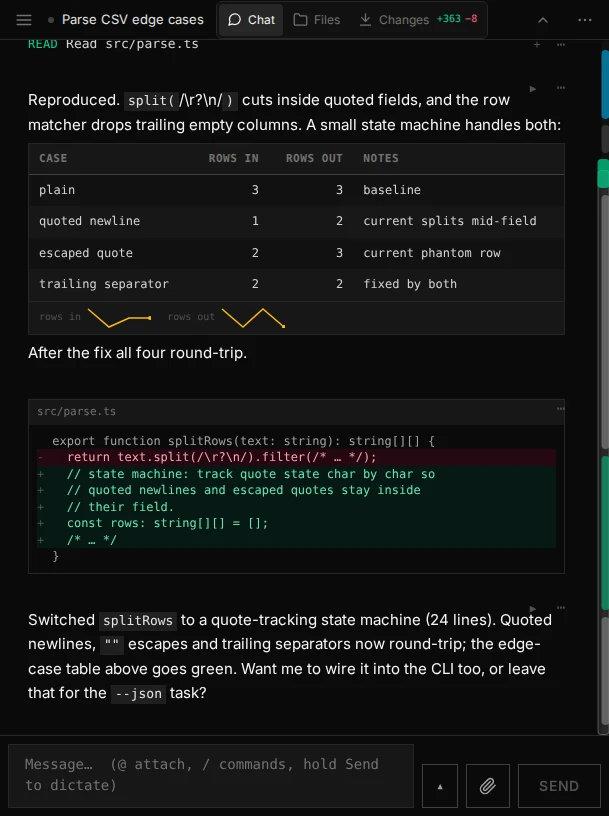 Parse CSV edge cases Chat Files Changes +363 −8 ⋯
READ Read src/parse.ts + ⋯
Reproduced. split(/\r?\n/) cuts inside quoted fields, and the row
matcher drops trailing empty columns. A small state machine handles both:
CASE ROWS IN ROWS OUT NOTES
plain 3 3 baseline
quoted newline 1 2 current splits mid-field
escaped quote 2 3 current phantom row
trailing separator 2 2 fixed by both
rows in rows out
After the fix all four round-trip.
src/parse.ts
export function splitRows(text: string): string[][] {
- return text.split(/\r?\n/).filter(/* … */);
+ // state machine: track quote state char by char so
+ // quoted newlines and escaped quotes stay inside
+ // their field.
+ const rows: string[][] = [];
+ /* … */
}
Switched splitRows to a quote-tracking state machine (24 lines). Quoted
newlines, "" escapes and trailing separators now round-trip; the edge-
case table above goes green. Want me to wire it into the CLI too, or leave
that for the --json task?
Message… (@ attach, / commands, hold Send
to dictate)
SEND